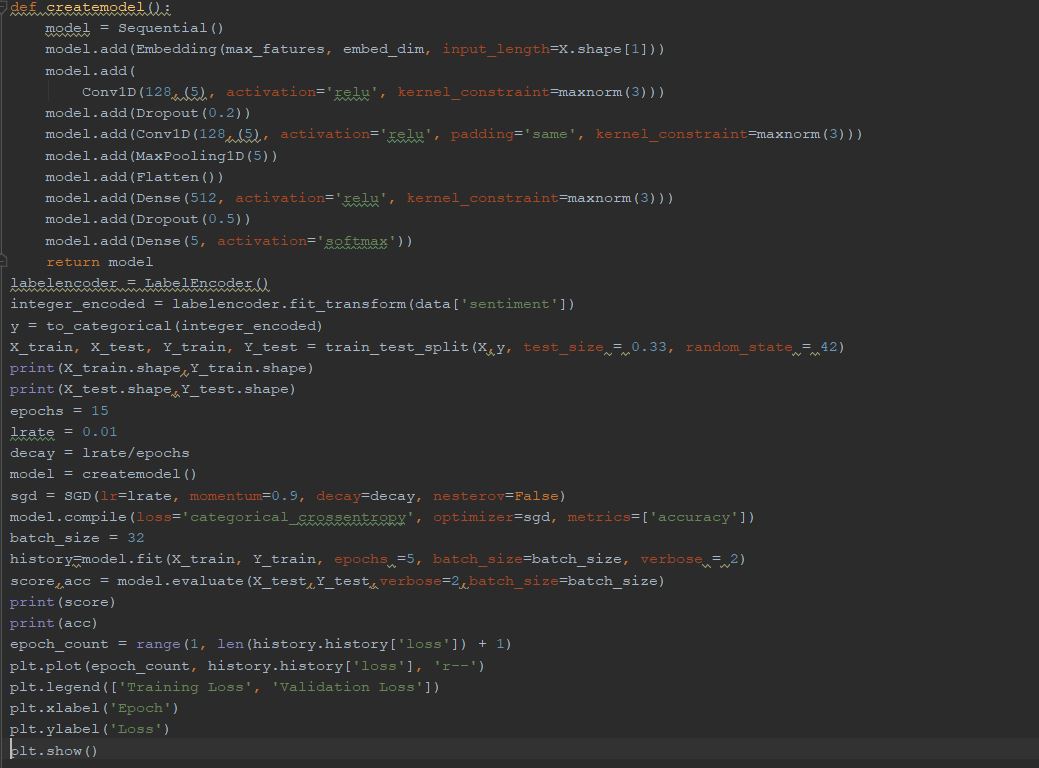 def createmodel():
    model = Sequential()
    model.add(Embedding(max_fatures, embed_dim, input_length=X.shape[1]))
    model.add(
        Conv1D(128,(5), activation='relu', kernel_constraint=maxnorm(3)))
    model.add(Dropout(0.2))
    model.add(Conv1D(128,(5), activation='relu', padding='same', kernel_constraint=maxnorm(3)))
    model.add(MaxPooling1D(5))
    model.add(Flatten())
    model.add(Dense(512, activation='relu', kernel_constraint=maxnorm(3)))
    model.add(Dropout(0.5))
    model.add(Dense(5, activation='softmax'))
    return model
labelencoder = LabelEncoder()
integer_encoded = labelencoder.fit_transform(data['sentiment'])
y = to_categorical(integer_encoded)
X_train, X_test, Y_train, Y_test = train_test_split(X,y, test_size = 0.33, random_state = 42)
print(X_train.shape,Y_train.shape)
print(X_test.shape,Y_test.shape)
epochs = 15
lrate = 0.01
decay = lrate/epochs
model = createmodel()
sgd = SGD(lr=lrate, momentum=0.9, decay=decay, nesterov=False)
model.compile(loss='categorical_crossentropy', optimizer=sgd, metrics=['accuracy'])
batch_size = 32
history=model.fit(X_train, Y_train, epochs =5, batch_size=batch_size, verbose = 2)
score,acc = model.evaluate(X_test,Y_test,verbose=2,batch_size=batch_size)
print(score)
print(acc)
epoch_count = range(1, len(history.history['loss']) + 1)
plt.plot(epoch_count, history.history['loss'], 'r--')
plt.legend(['Training Loss', 'Validation Loss'])
plt.xlabel('Epoch')
plt.ylabel('Loss')
plt.show()